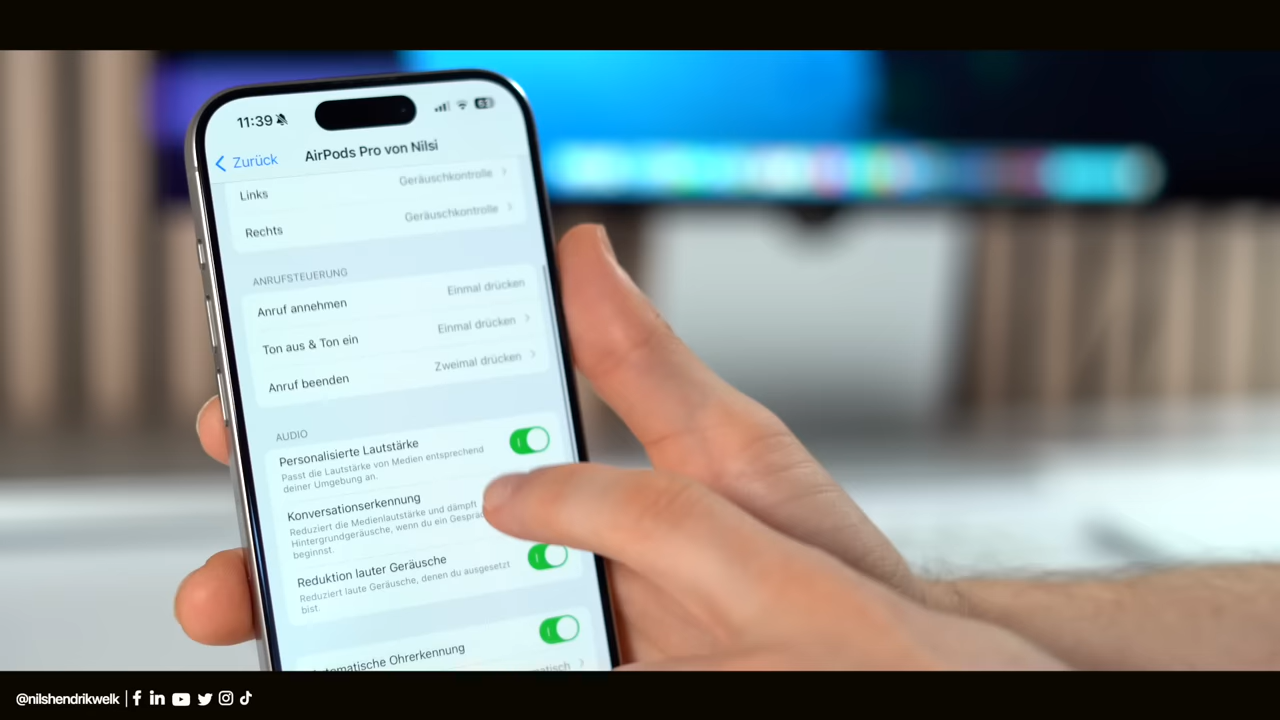 11:39
63
Zurück
AirPods Pro von Nilsi
Links Geräuschkontrolle
Rechts Geräuschkontrolle
ANRUFSTEUERUNG
Anruf annehmen Einmal drücken
Ton aus & Ton ein Einmal drücken
Anruf beenden Zweimal drücken
AUDIO
Personalisierte Lautstärke
Passt die Lautstärke von Medien entsprechend
deiner Umgebung an.
Konversationserkennung
Reduziert die Medienlautstärke und dämpft
Hintergrundgeräusche, wenn du ein
beginnst.
Reduktion lauter Geräusche
Reduziert laute Geräusche, denen du ausgesetzt
bist.
Ohrerkennung
@nilshendrikwelk